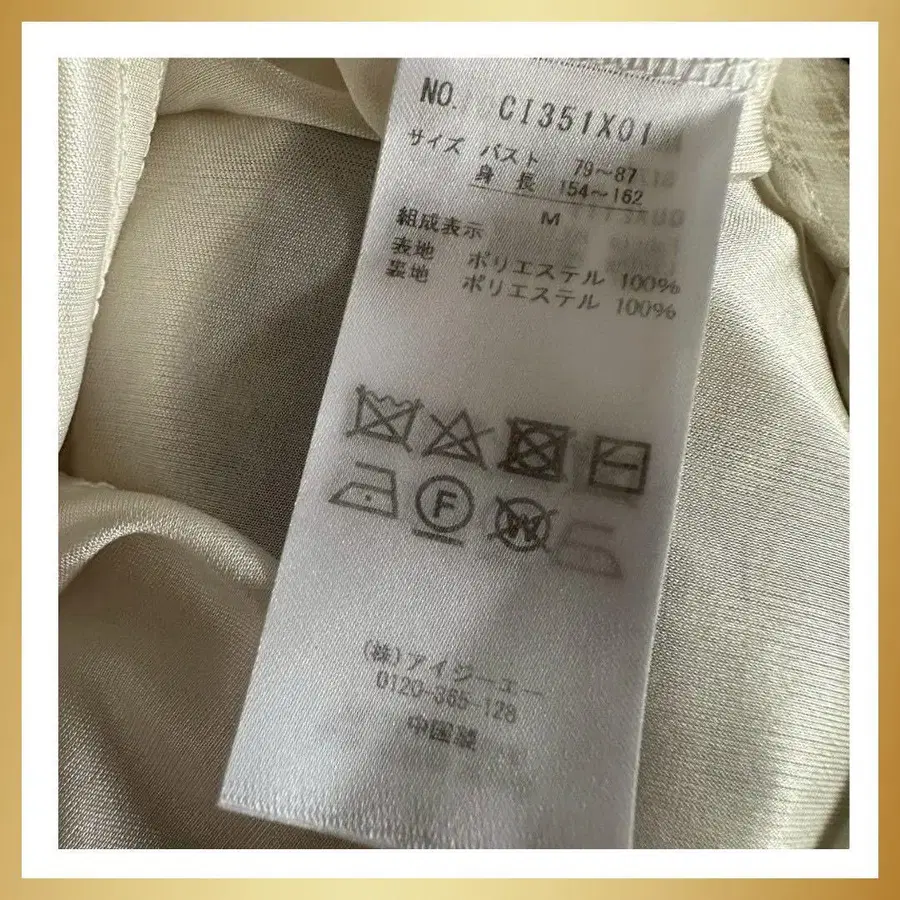 NO. CI351X01
サイズ バスト 79~87
身長 154~162
M
組成表示
表地 ポリエステル 100%
裏地 ポリエステル 100%
F
W
(株)アイジーエー
0120-365-128
中国製